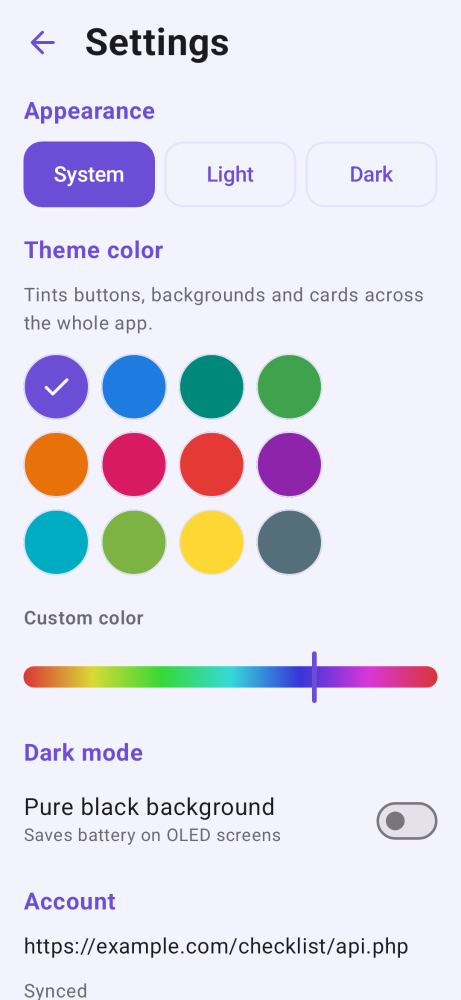 Settings
Appearance
System Light Dark
Theme color
Tints buttons, backgrounds and cards across
the whole app.
Custom color
Dark mode
Pure black background
Saves battery on OLED screens
Account
https://example.com/checklist/api.php
Synced